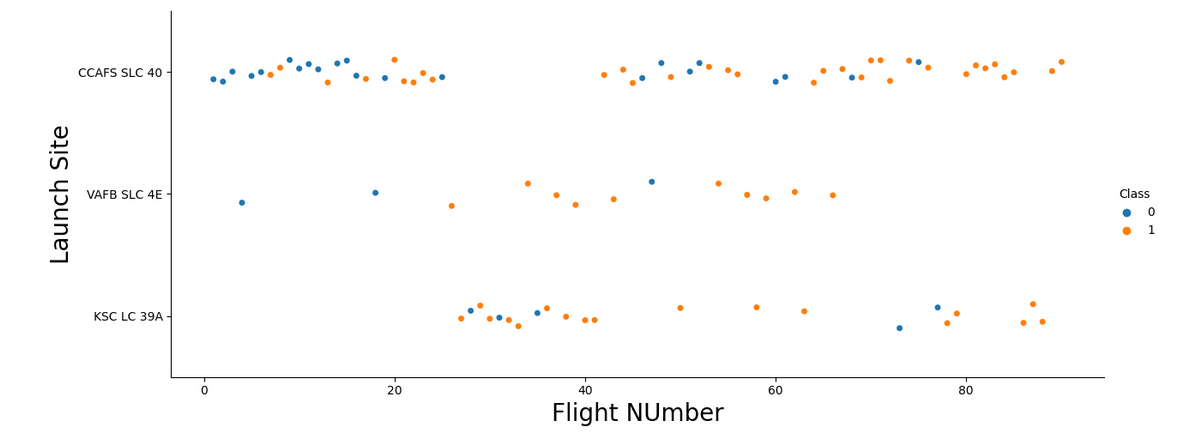 CCAFS SLC 40
VAFB SLC 4E
KSC LC 39A
Launch Site
0
20
40
60
80
Flight NUmber
Class
0
1